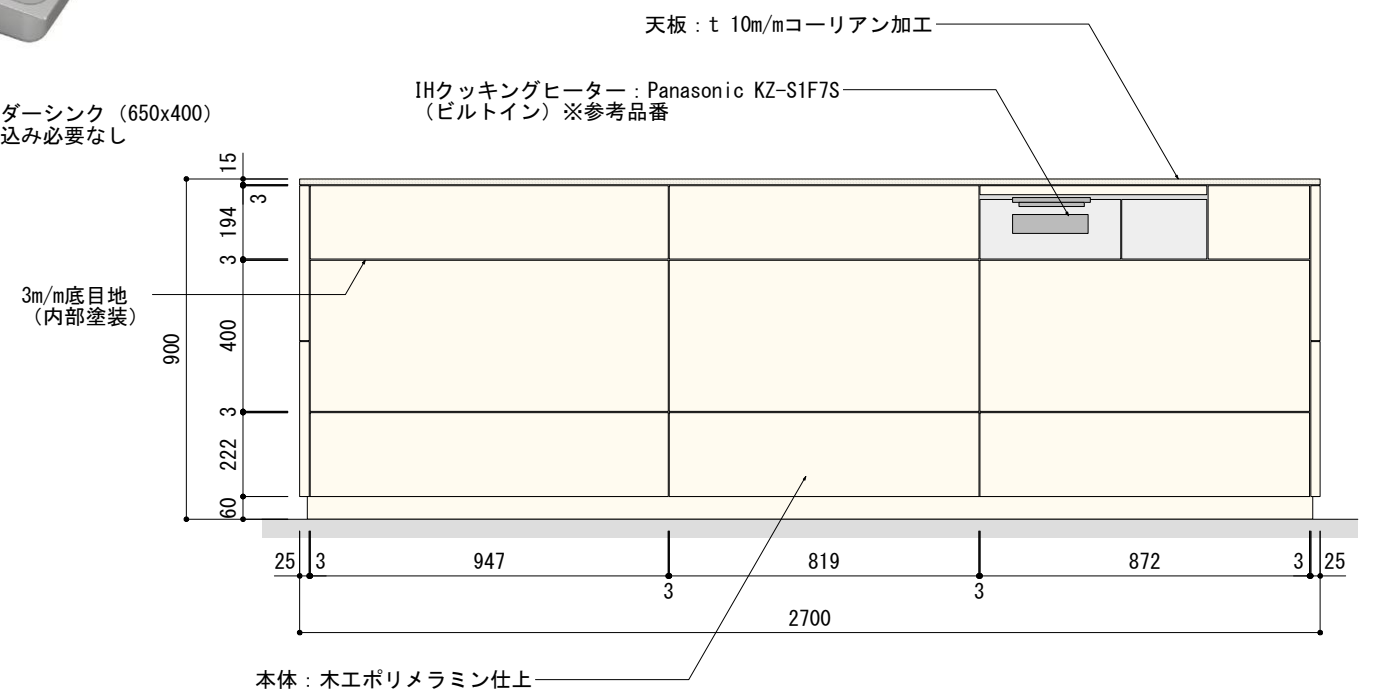 天板：t 10m/mコーリアン加工
IHクッキングヒーター：Panasonic KZ-S1F7S
（ビルトイン）※参考品番
ダーシンク（650x400）
込み必要なし
15
3
194
3
3m/m底目地
（内部塗装）
400
900
3
222
60
25
3
947
819
872
3
25
3
3
2700
本体：木工ポリメラミン仕上